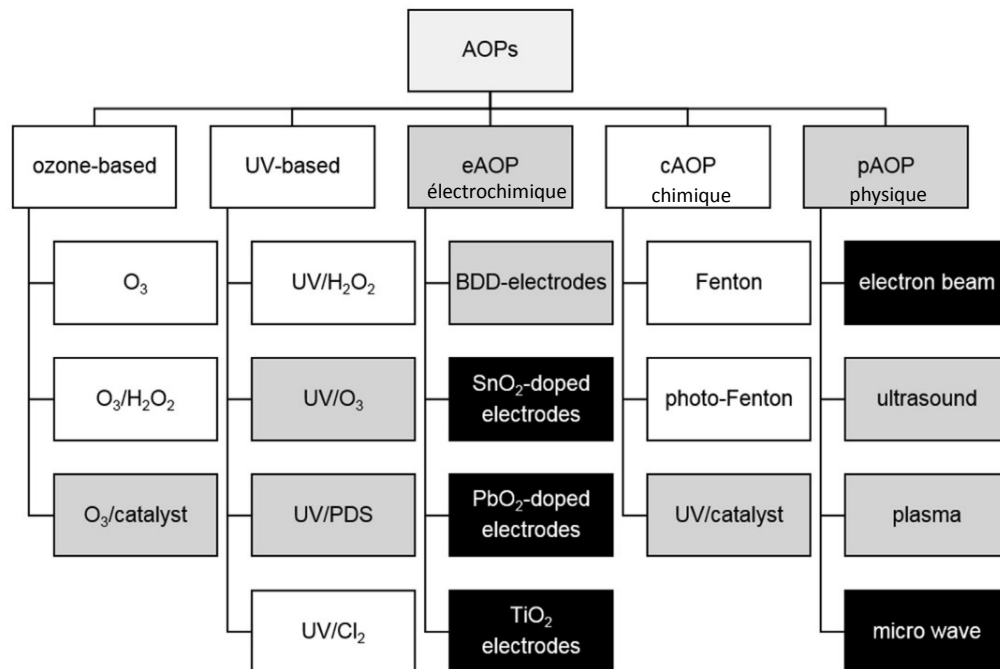 AOPs
ozone-based
UV-based
eAOP
électrochimique
cAOP
chimique
pAOP
physique
O₃
UV/H₂O₂
BDD-electrodes
Fenton
electron beam
O₃/H₂O₂
UV/O₃
SnO₂-doped
electrodes
photo-Fenton
ultrasound
O₃/catalyst
UV/PDS
PbO₂-doped
electrodes
UV/catalyst
plasma
UV/Cl₂
TiO₂
electrodes
micro wave